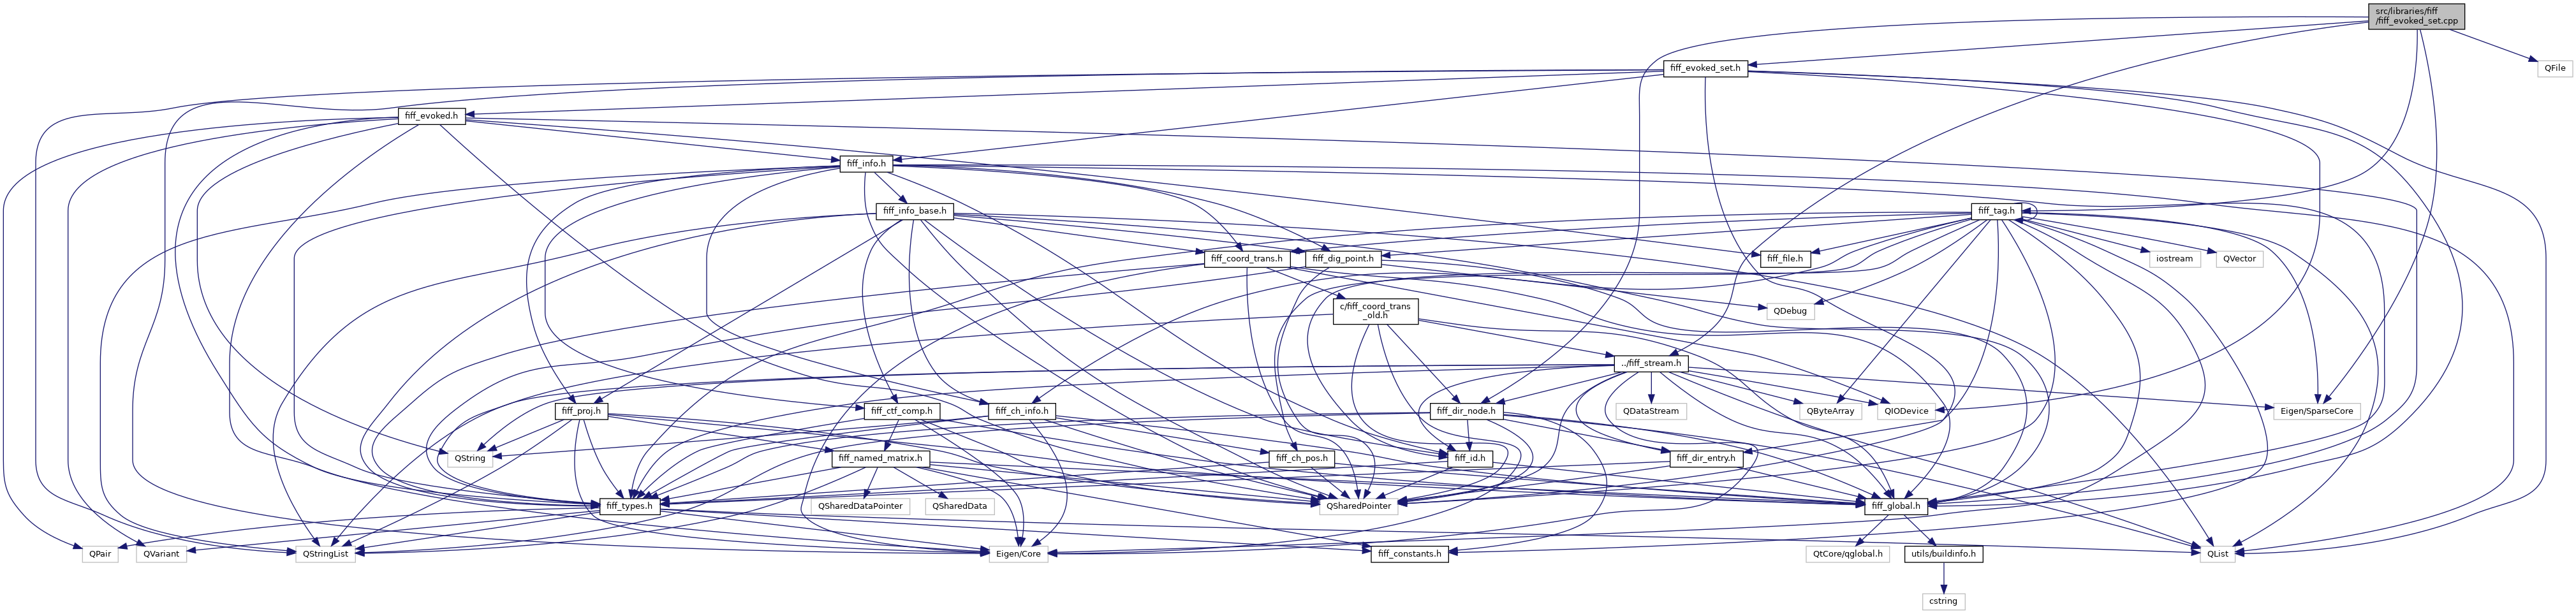 src/libraries/fiff
/fiff_evoked_set.cpp
fiff_evoked_set.h
QFile
fiff_evoked.h
fiff_info.h
fiff_info_base.h
fiff_tag.h
fiff_coord_trans.h
fiff_dig_point.h
fiff_file.h
iostream
QVector
c/fiff_coord_trans
_old.h
QDebug
../fiff_stream.h
fiff_proj.h
fiff_ctf_comp.h
fiff_ch_info.h
fiff_dir_node.h
QDataStream
QByteArray
QIODevice
Eigen/SparseCore
QString
fiff_named_matrix.h
fiff_ch_pos.h
fiff_id.h
fiff_dir_entry.h
fiff_types.h
QSharedDataPointer
QSharedData
QSharedPointer
fiff_global.h
QPair
QVariant
QStringList
Eigen/Core
fiff_constants.h
QtCore/qglobal.h
utils/buildinfo.h
QList
cstring